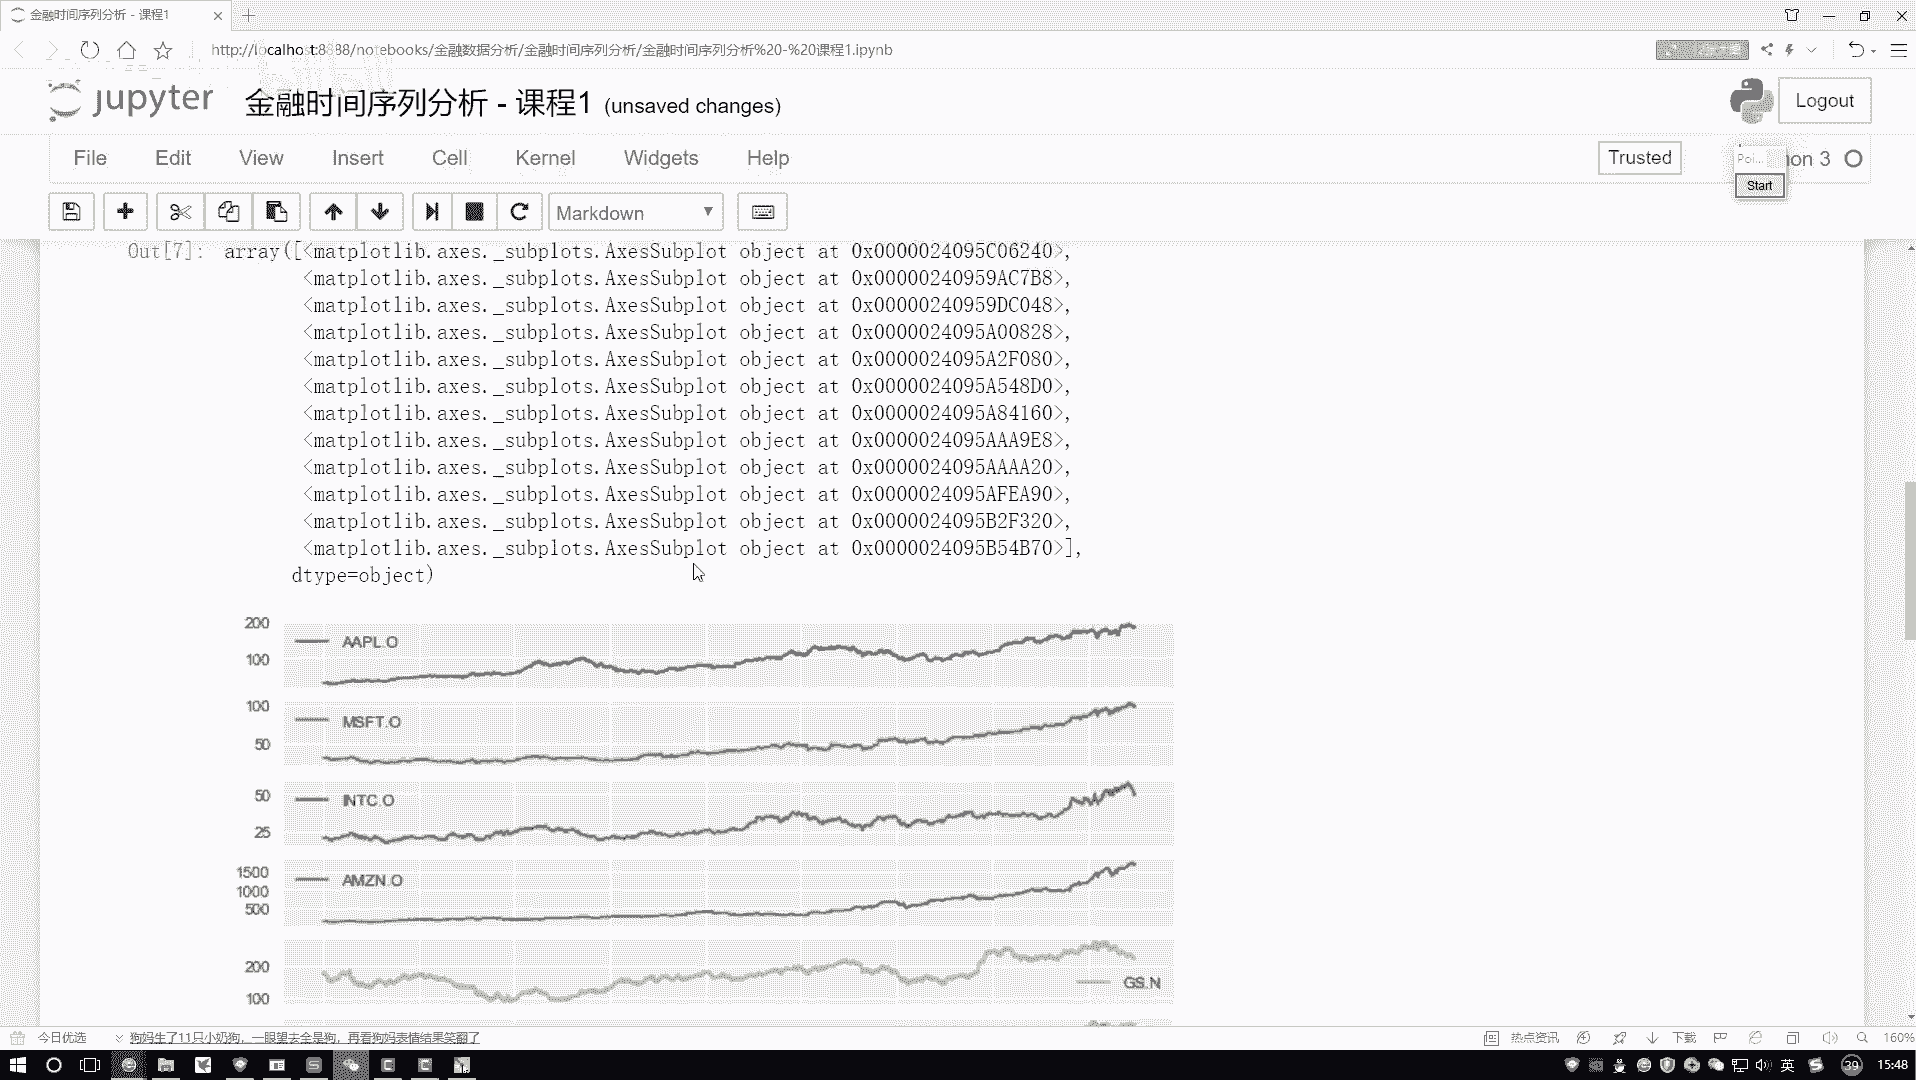 金融时间序列分析 - 课程1
http://localhost:8888/notebooks/金融数据分析/金融时间序列分析/金融时间序列分析%20-%20课程1.ipynb
jupyter 金融时间序列分析 - 课程1 (unsaved changes)
Logout
File Edit View Insert Cell Kernel Widgets Help
Trusted
Start
Markdown
Out[7]: array([<matplotlib.axes._subplots.AxesSubplot object at 0x0000024095C06240>,
<matplotlib.axes._subplots.AxesSubplot object at 0x00000240959AC7B8>,
<matplotlib.axes._subplots.AxesSubplot object at 0x00000240959DC048>,
<matplotlib.axes._subplots.AxesSubplot object at 0x0000024095A00828>,
<matplotlib.axes._subplots.AxesSubplot object at 0x0000024095A2F080>,
<matplotlib.axes._subplots.AxesSubplot object at 0x0000024095A548D0>,
<matplotlib.axes._subplots.AxesSubplot object at 0x0000024095A84160>,
<matplotlib.axes._subplots.AxesSubplot object at 0x0000024095AAA9E8>,
<matplotlib.axes._subplots.AxesSubplot object at 0x0000024095AAAA20>,
<matplotlib.axes._subplots.AxesSubplot object at 0x0000024095AFEA90>,
<matplotlib.axes._subplots.AxesSubplot object at 0x0000024095B2F320>,
<matplotlib.axes._subplots.AxesSubplot object at 0x0000024095B54B70>],
dtype=object)
200
AAPL.O
100
100
MSFT.O
50
50
INTC.O
25
1500
AMZN.O
1000
500
200
GS.N
100
今日优选
狗妈生了11只小奶狗，一眼望去全是狗，再看狗妈表情结果笑翻了
热点资讯
下载
160%
英
39
15:48